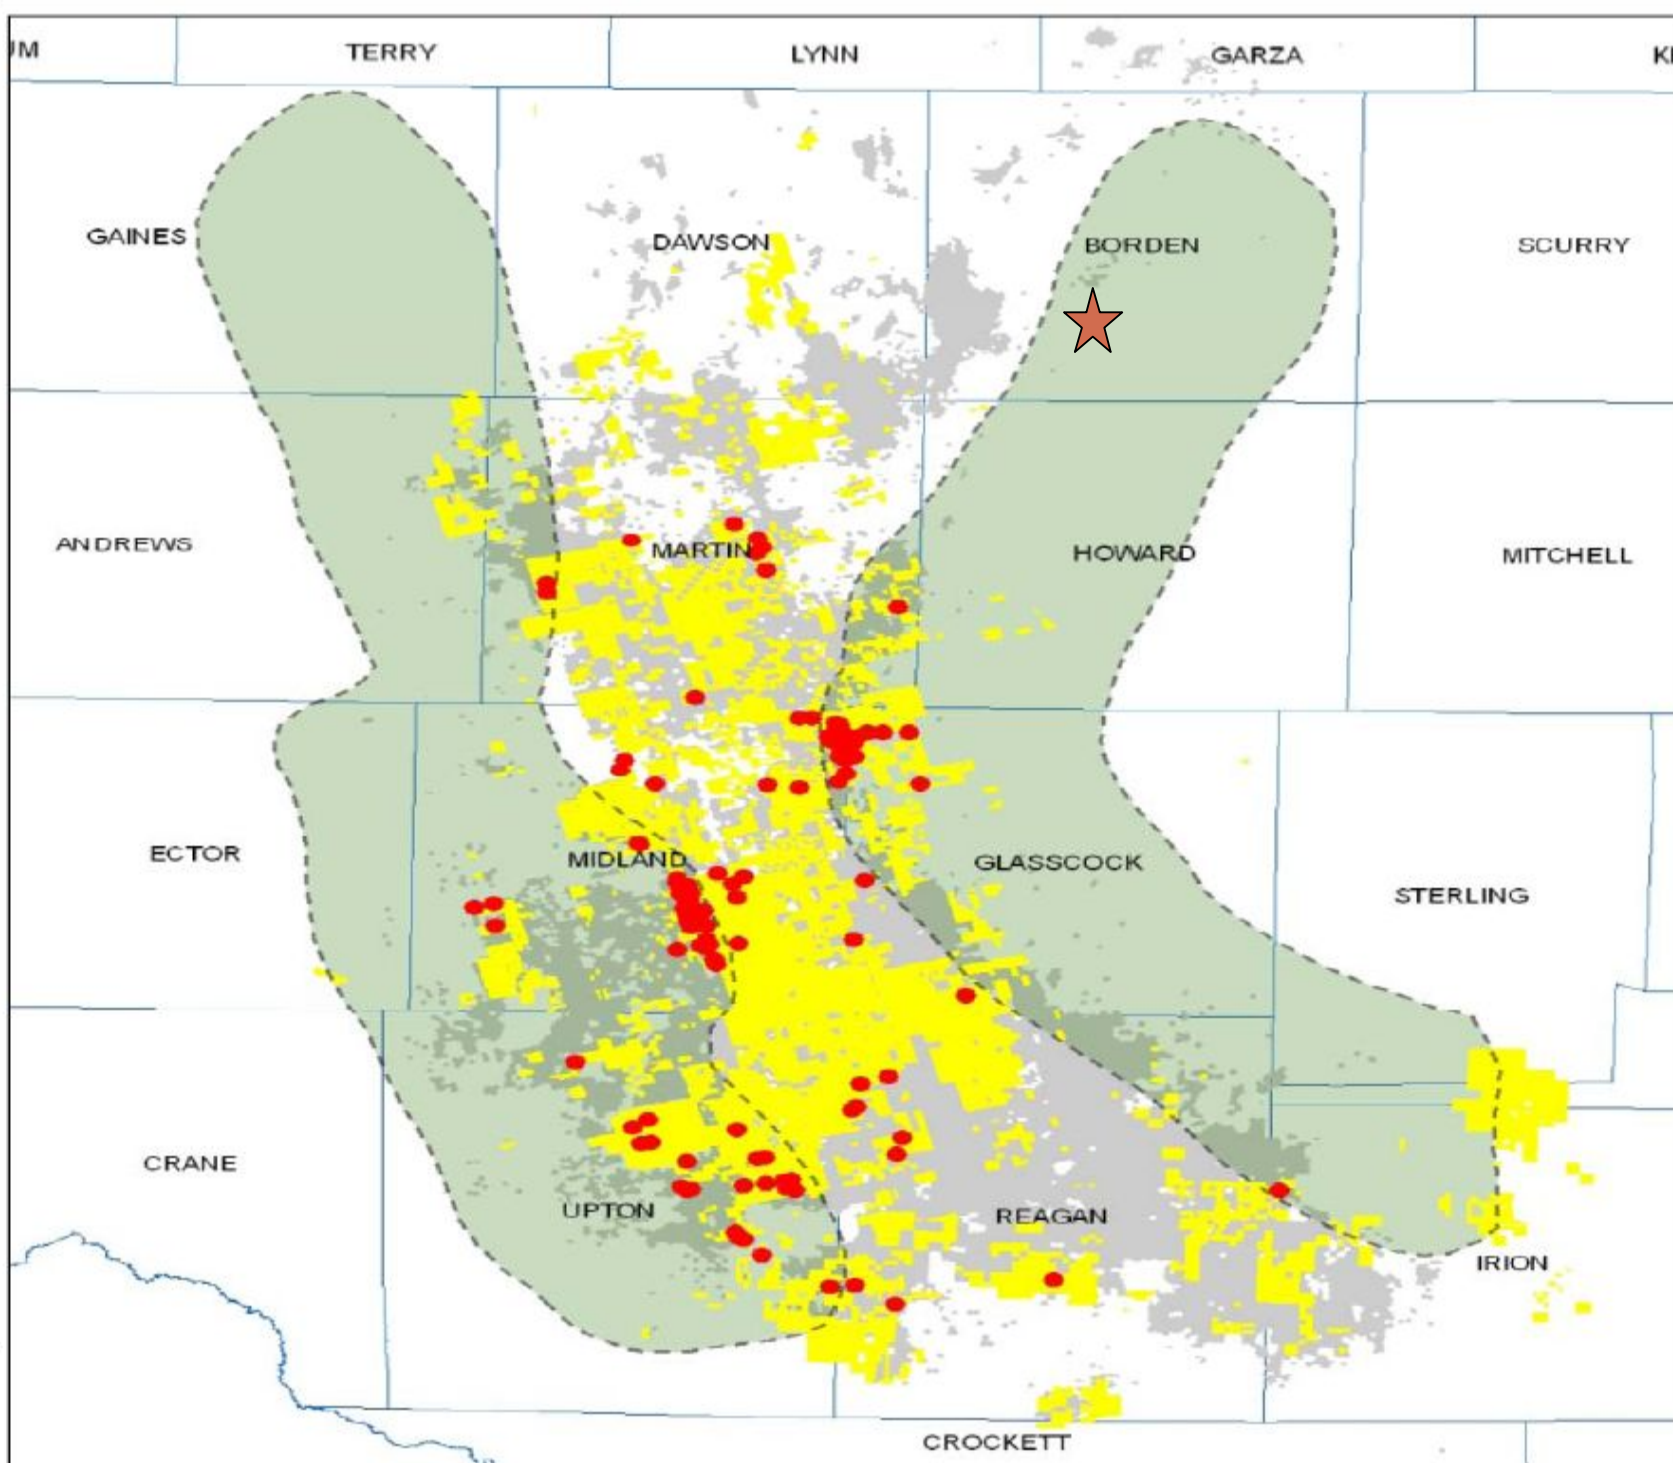 UM
TERRY
LYNN
GARZA
GAINES
DAWSON
BORDEN
SCURRY
ANDREWS
MARTIN
HOWARD
MITCHELL
ECTOR
MIDLAND
GLASSCOCK
STERLING
CRANE
UPTON
REAGAN
IRION
CROCKETT